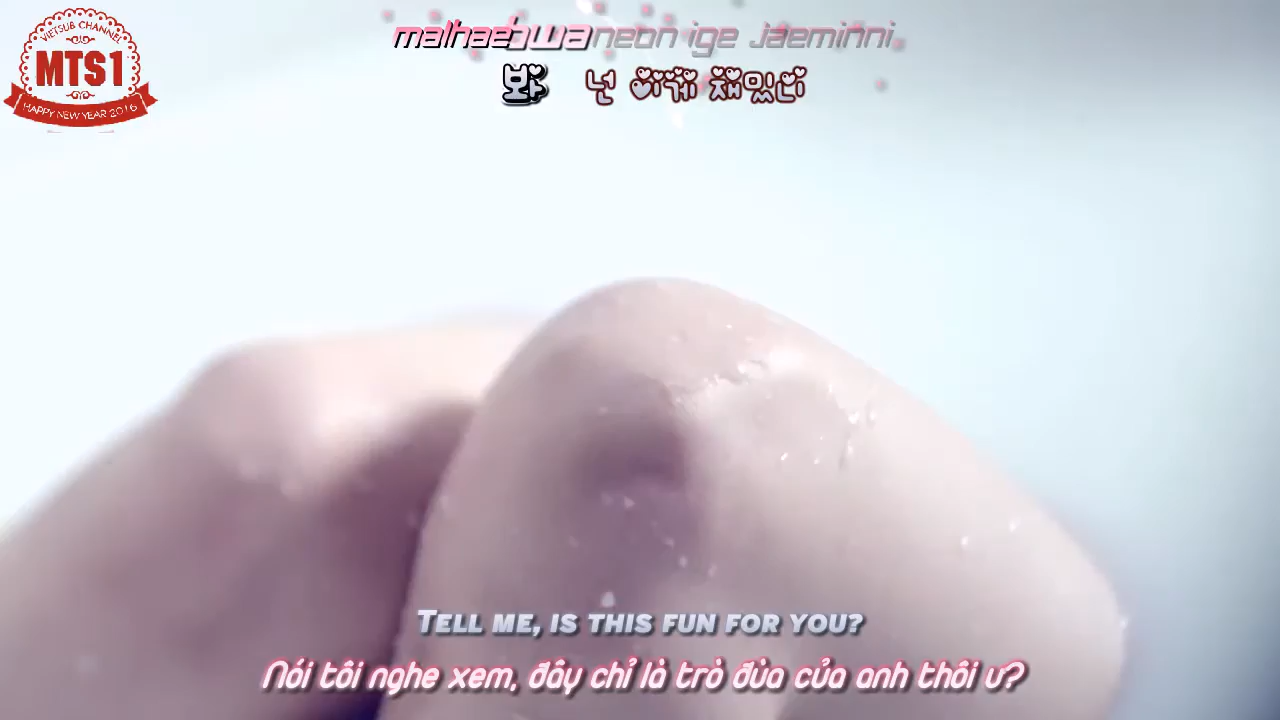 VIETSUB CHANNEL
MTS1
HAPPY NEW YEAR 2016
malhaebwa neon ige jaeminni
봐 넌 이게 재밌니
TELL ME, IS THIS FUN FOR YOU?
Nói tôi nghe xem, đây chỉ là trò đùa của anh thôi ư?